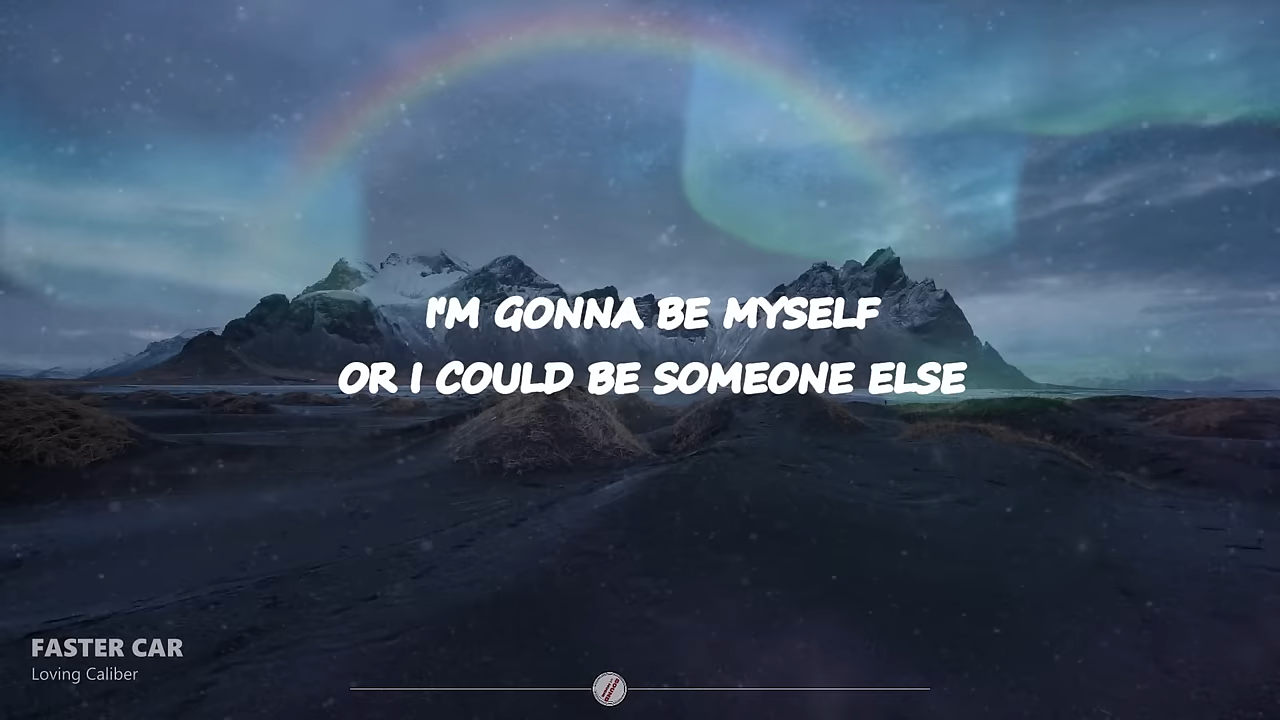 I'M GONNA BE MYSELF
OR I COULD BE SOMEONE ELSE
FASTER CAR
Loving Caliber